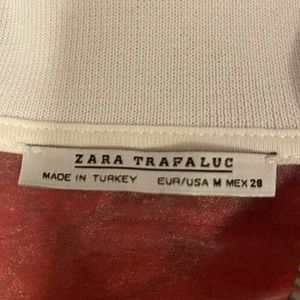 ZARA TRAFALUC
MADE IN TURKEY EUR/USA M MEX 28